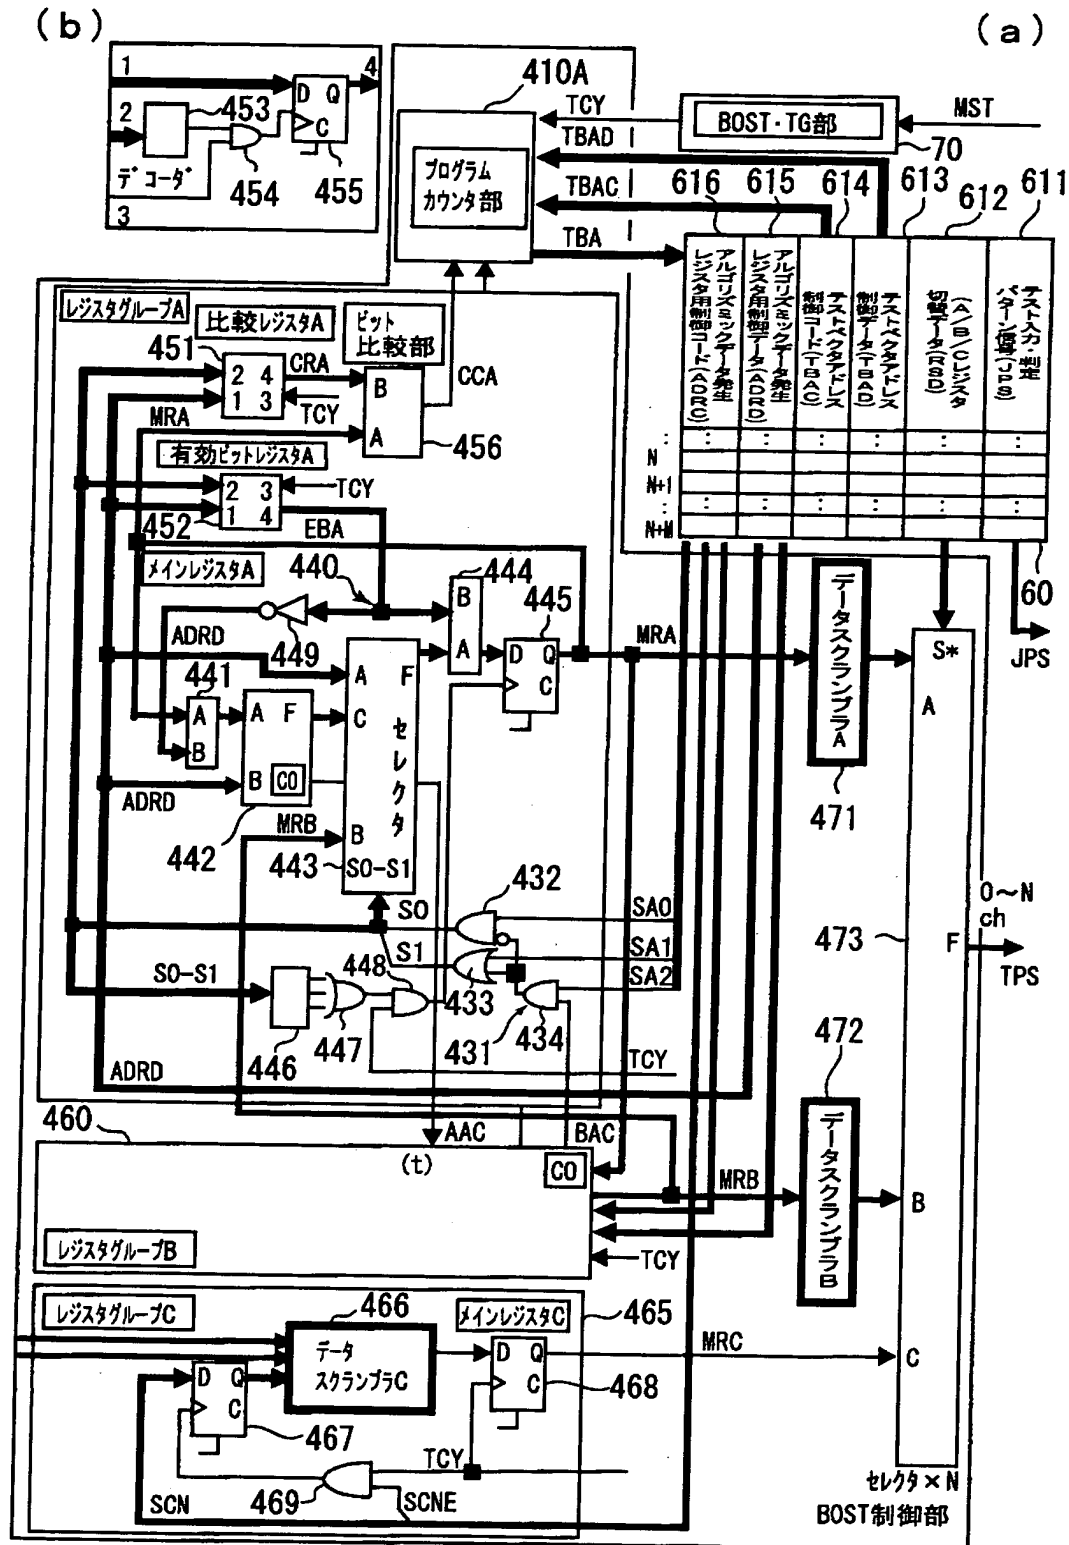 (b)
(a)
1
4
D Q
C
2
453
デコーダ
454
455
3
410A
TCY
BOST・TG部
MST
70
TBAD
プログラム
カウンタ部
TBAC
TBA
616
615
614
613
612
611
アルゴリズミックデータ発生
レジスタ用制御コード(ADRC)
アルゴリズミックデータ発生
レジスタ用制御データ(ADRD)
テストベクタアドレス
制御コード(TBAC)
テストベクタアドレス
制御データ(TBAD)
(A/B/Cレジスタ
切替データ(RSD)
テスト入力・判定
パターン信号(JPS)
N
N+1
N+M
60
JPS
レジスタグループA
比較レジスタA
ビット
比較部
451
2 4
1 3
CRA
TCY
B
A
CCA
456
MRA
有効ビットレジスタA
2 3
1 4
TCY
452
EBA
メインレジスタA
440
444
B
A
445
D Q
C
MRA
データスクランブラA
471
S*
A
449
ADRD
441
A
B
A F
B CO
442
ADRD
A F
C
B
セレクタ
443
S0-S1
MRB
432
S0
SA0
S1
SA1
SA2
433
434
431
448
S0-S1
446
447
TCY
ADRD
0～N
ch
473
F
TPS
472
データスクランブラB
460
AAC
BAC
(t)
CO
MRB
B
レジスタグループB
TCY
レジスタグループC
466
メインレジスタC
465
データ
スクランブラC
D Q
C
468
MRC
C
D Q
C
467
TCY
469
SCN
SCNE
セレクタ×N
BOST制御部